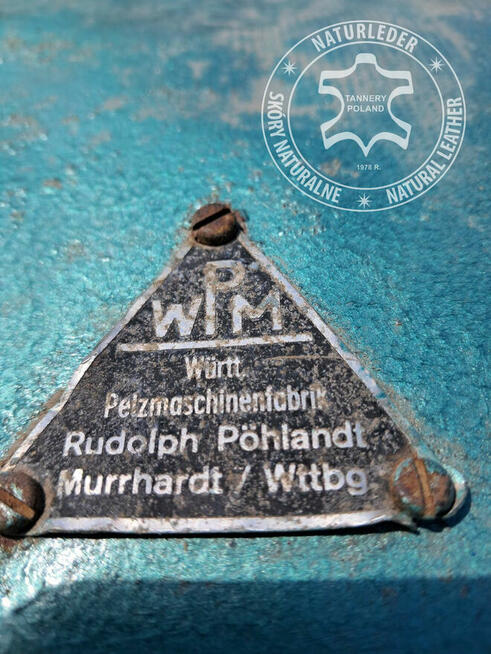 NATURLEDER
TANNERY
POLAND
SKÓRY NATURALNE
1978 R.
NATURAL LEATHER
WPM
Württ.
Pelzmaschinenfabrik
Rudolph Pöhlandt
Murrhardt / Wttbg.